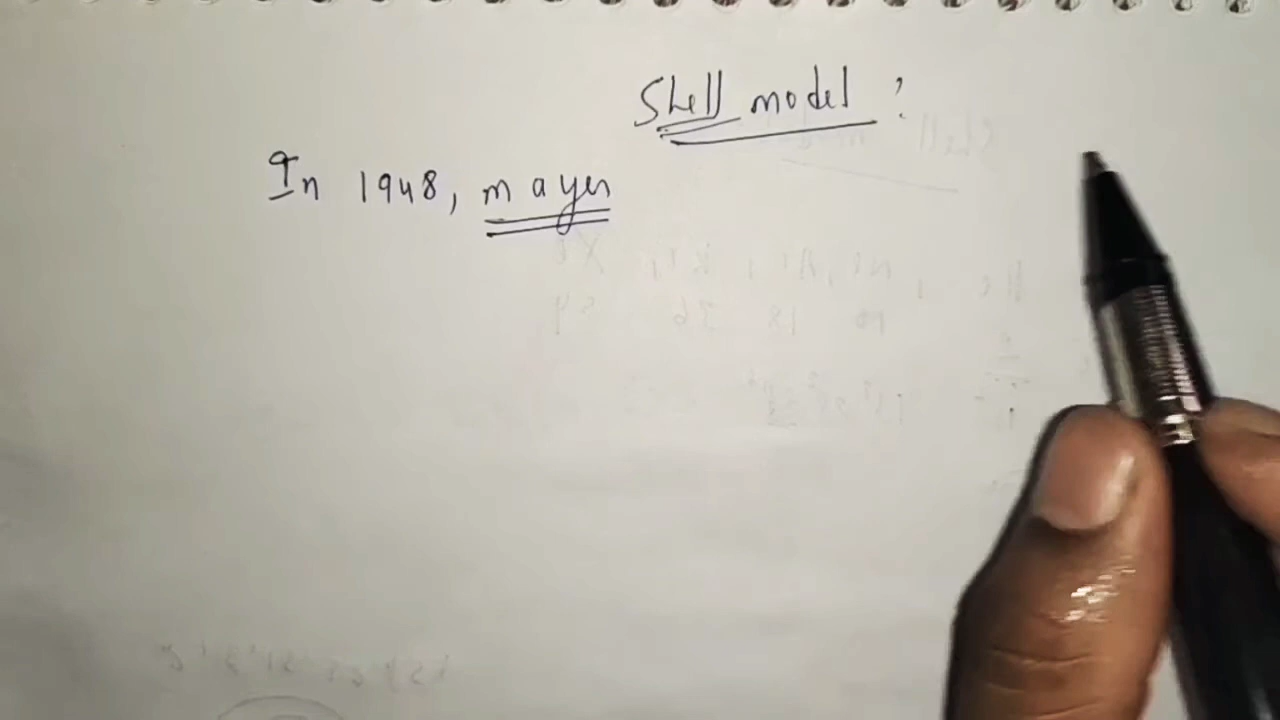 Shell model :
In 1948, mayer